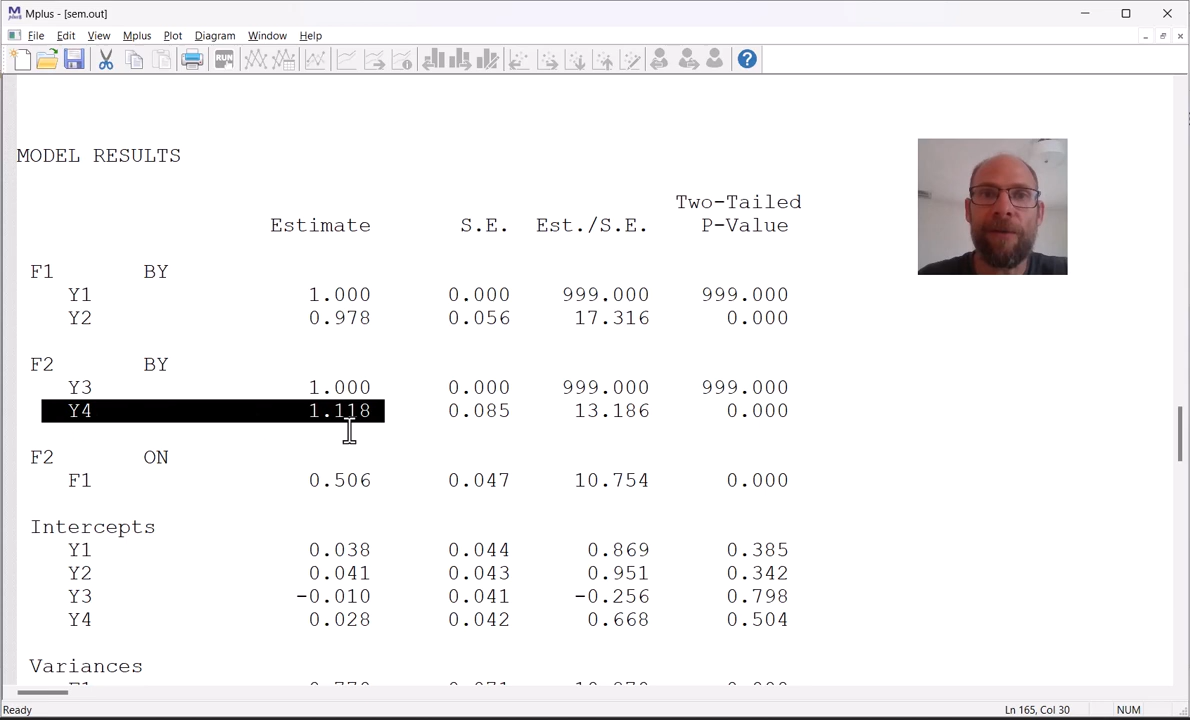 Mplus - [sem.out]
File Edit View Mplus Plot Diagram Window Help
RUN
MODEL RESULTS
Two-Tailed
Estimate S.E. Est./S.E. P-Value
F1 BY
Y1 1.000 0.000 999.000 999.000
Y2 0.978 0.056 17.316 0.000
F2 BY
Y3 1.000 0.000 999.000 999.000
Y4 1.118 0.085 13.186 0.000
F2 ON
F1 0.506 0.047 10.754 0.000
Intercepts
Y1 0.038 0.044 0.869 0.385
Y2 0.041 0.043 0.951 0.342
Y3 -0.010 0.041 -0.256 0.798
Y4 0.028 0.042 0.668 0.504
Variances
Ready Ln 165, Col 30 NUM